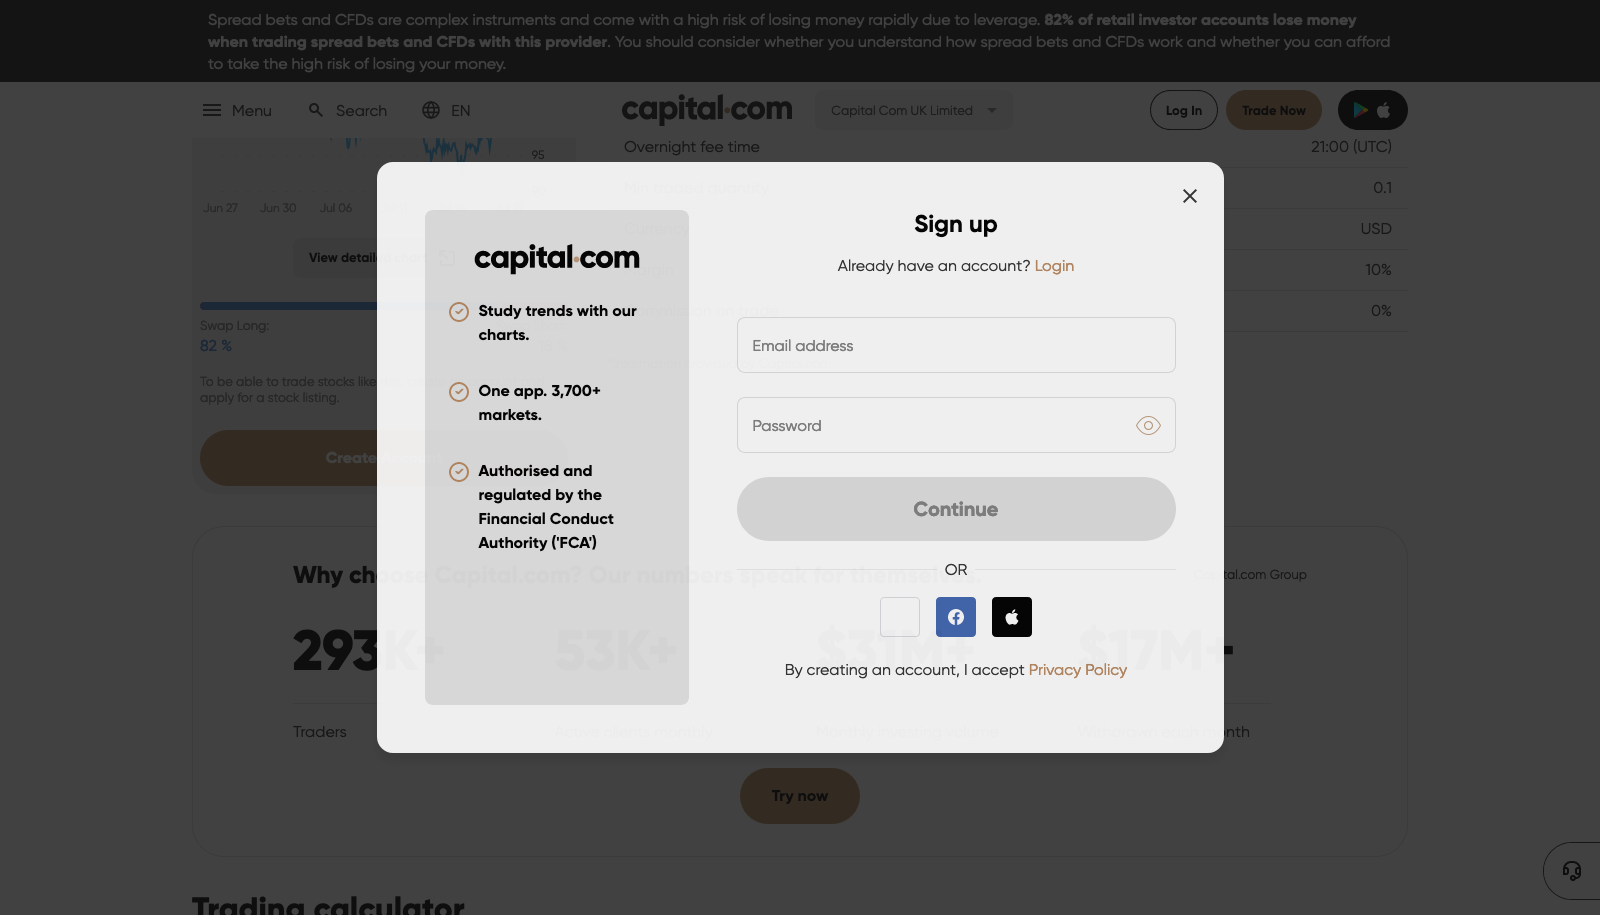 Spread bets and CFDs are complex instruments and come with a high risk of losing money rapidly due to leverage. 82% of retail investor accounts lose money
when trading spread bets and CFDs with this provider. You should consider whether you understand how spread bets and CFDs work and whether you can afford
to take the high risk of losing your money.
Menu
Search
EN
capital.com
Capital Com UK Limited
Log In
Trade Now
95
Overnight fee time
21:00 (UTC)
0.1
Jun 27
Jun 30
Jul 06
USD
View detailed
10%
Swap Long:
82 %
0%
To be able to trade stocks like
apply for a stock listing.
Create
Sign up
Already have an account? Login
capital.com
Study trends with our
charts.
One app. 3,700+
markets.
Authorised and
regulated by the
Financial Conduct
Authority ('FCA')
Email address
Password
Continue
OR
By creating an account, I accept Privacy Policy
Why choose Capital.com? Our numbers speak for themselves.
Capital.com Group
293K+
53K+
$31M+
$17M+
Traders
Try now
Trading calculator